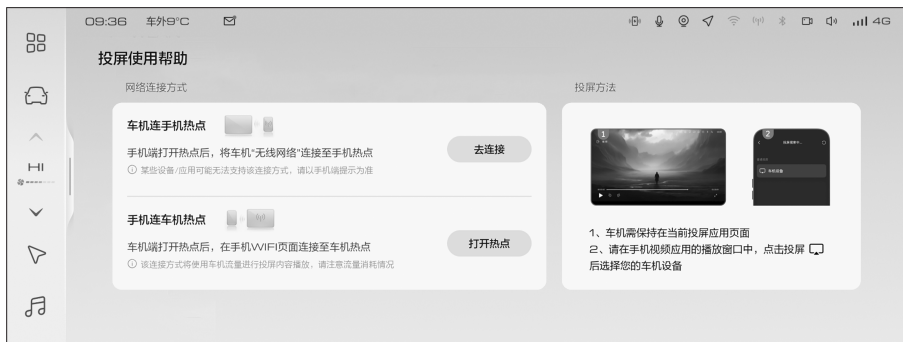 09:36 车外9°C
4G
HI
投屏使用帮助
网络连接方式
车机连手机热点
手机端打开热点后，将车机“无线网络”连接至手机热点
某些设备/应用可能无法支持该连接方式，请以手机端提示为准
去连接
手机连车机热点
车机端打开热点后，在手机WIFI页面连接至车机热点
该连接方式将使用车机流量进行投屏内容播放，请注意流量消耗情况
打开热点
投屏方法
1
2
车机设备
1、车机需保持在当前投屏应用页面
2、请在手机视频应用的播放窗口中，点击投屏
后选择您的车机设备